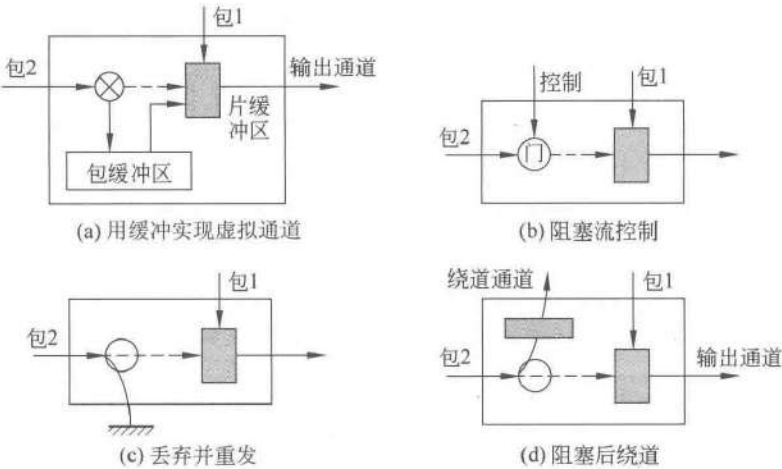 包1
包2
输出通道
片缓
冲区
包缓冲区
(a) 用缓冲实现虚拟通道
控制
包1
包2
门
(b) 阻塞流控制
包1
包2
(c) 丢弃并重发
绕道通道
包1
包2
输出通道
(d) 阻塞后绕道